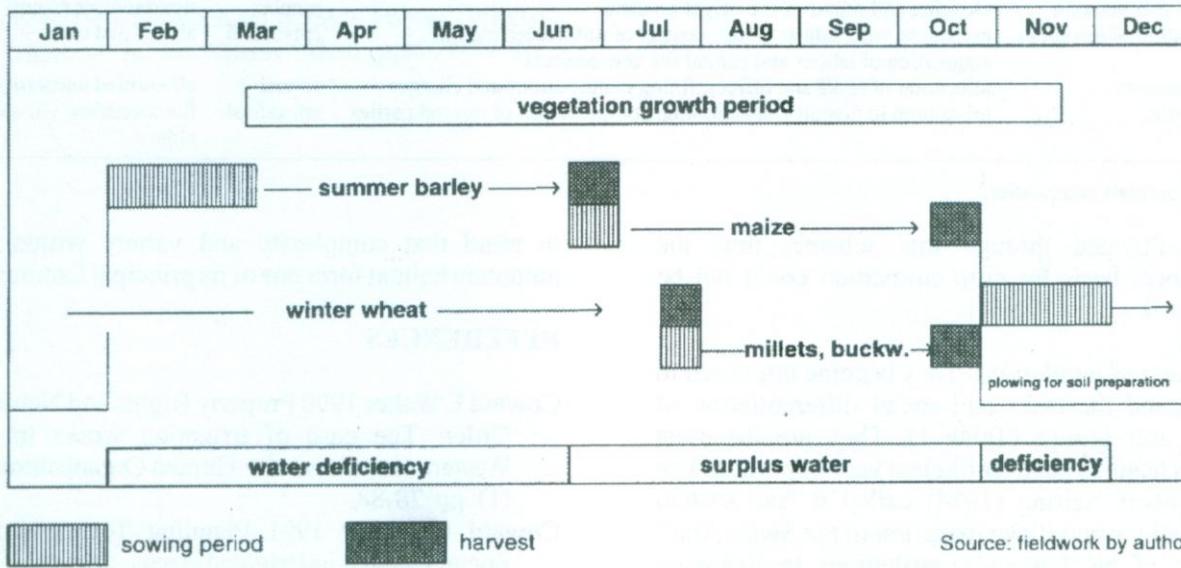 Jan Feb Mar Apr May Jun Jul Aug Sep Oct Nov Dec
vegetation growth period
summer barley
maize
winter wheat
millets, buckw.
plowing for soil preparation
water deficiency surplus water deficiency
sowing period harvest Source: fieldwork by autho